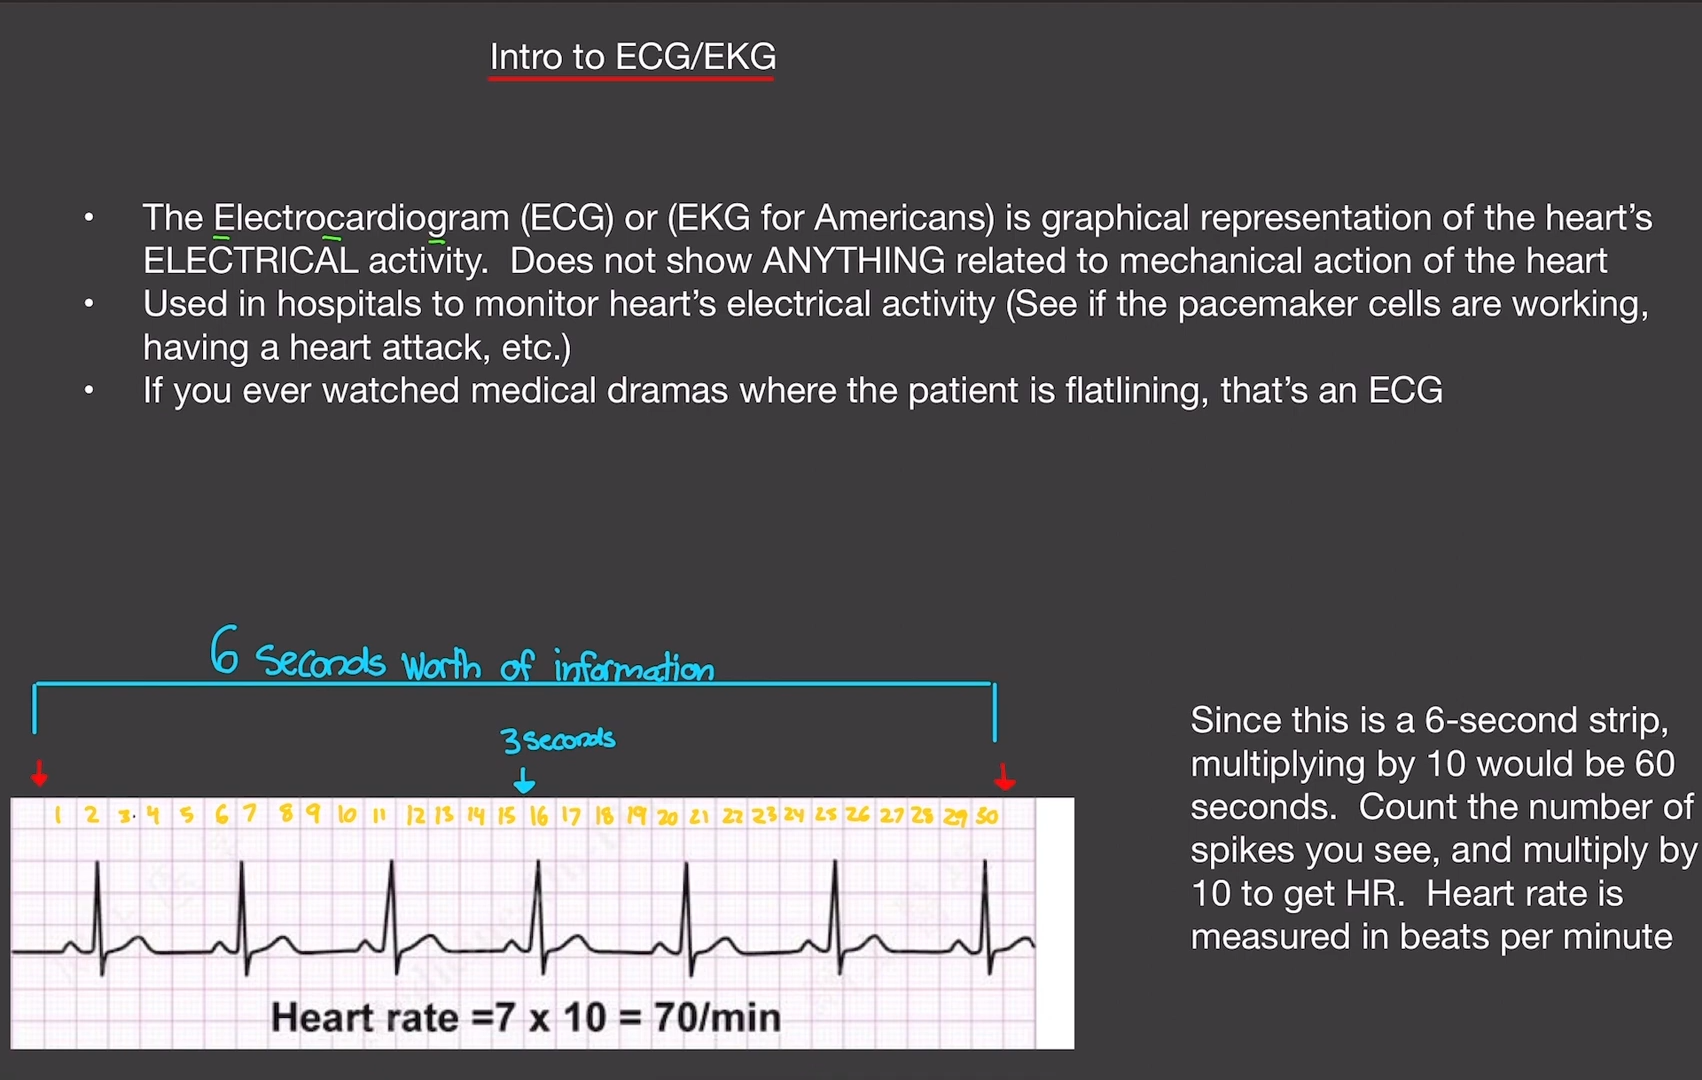 Intro to ECG/EKG
• The Electrocardiogram (ECG) or (EKG for Americans) is graphical representation of the heart’s
ELECTRICAL activity.  Does not show ANYTHING related to mechanical action of the heart
• Used in hospitals to monitor heart’s electrical activity (See if the pacemaker cells are working,
having a heart attack, etc.)
• If you ever watched medical dramas where the patient is flatlining, that’s an ECG
6 Seconds Worth of information
3 seconds
1 2 3. 4 5 6 7 8 9 10 11 12 13 14 15 16 17 18 19 20 21 22 23 24 25 26 27 28 29 30
Heart rate =7 x 10 = 70/min
Since this is a 6-second strip,
multiplying by 10 would be 60
seconds.  Count the number of
spikes you see, and multiply by
10 to get HR.  Heart rate is
measured in beats per minute